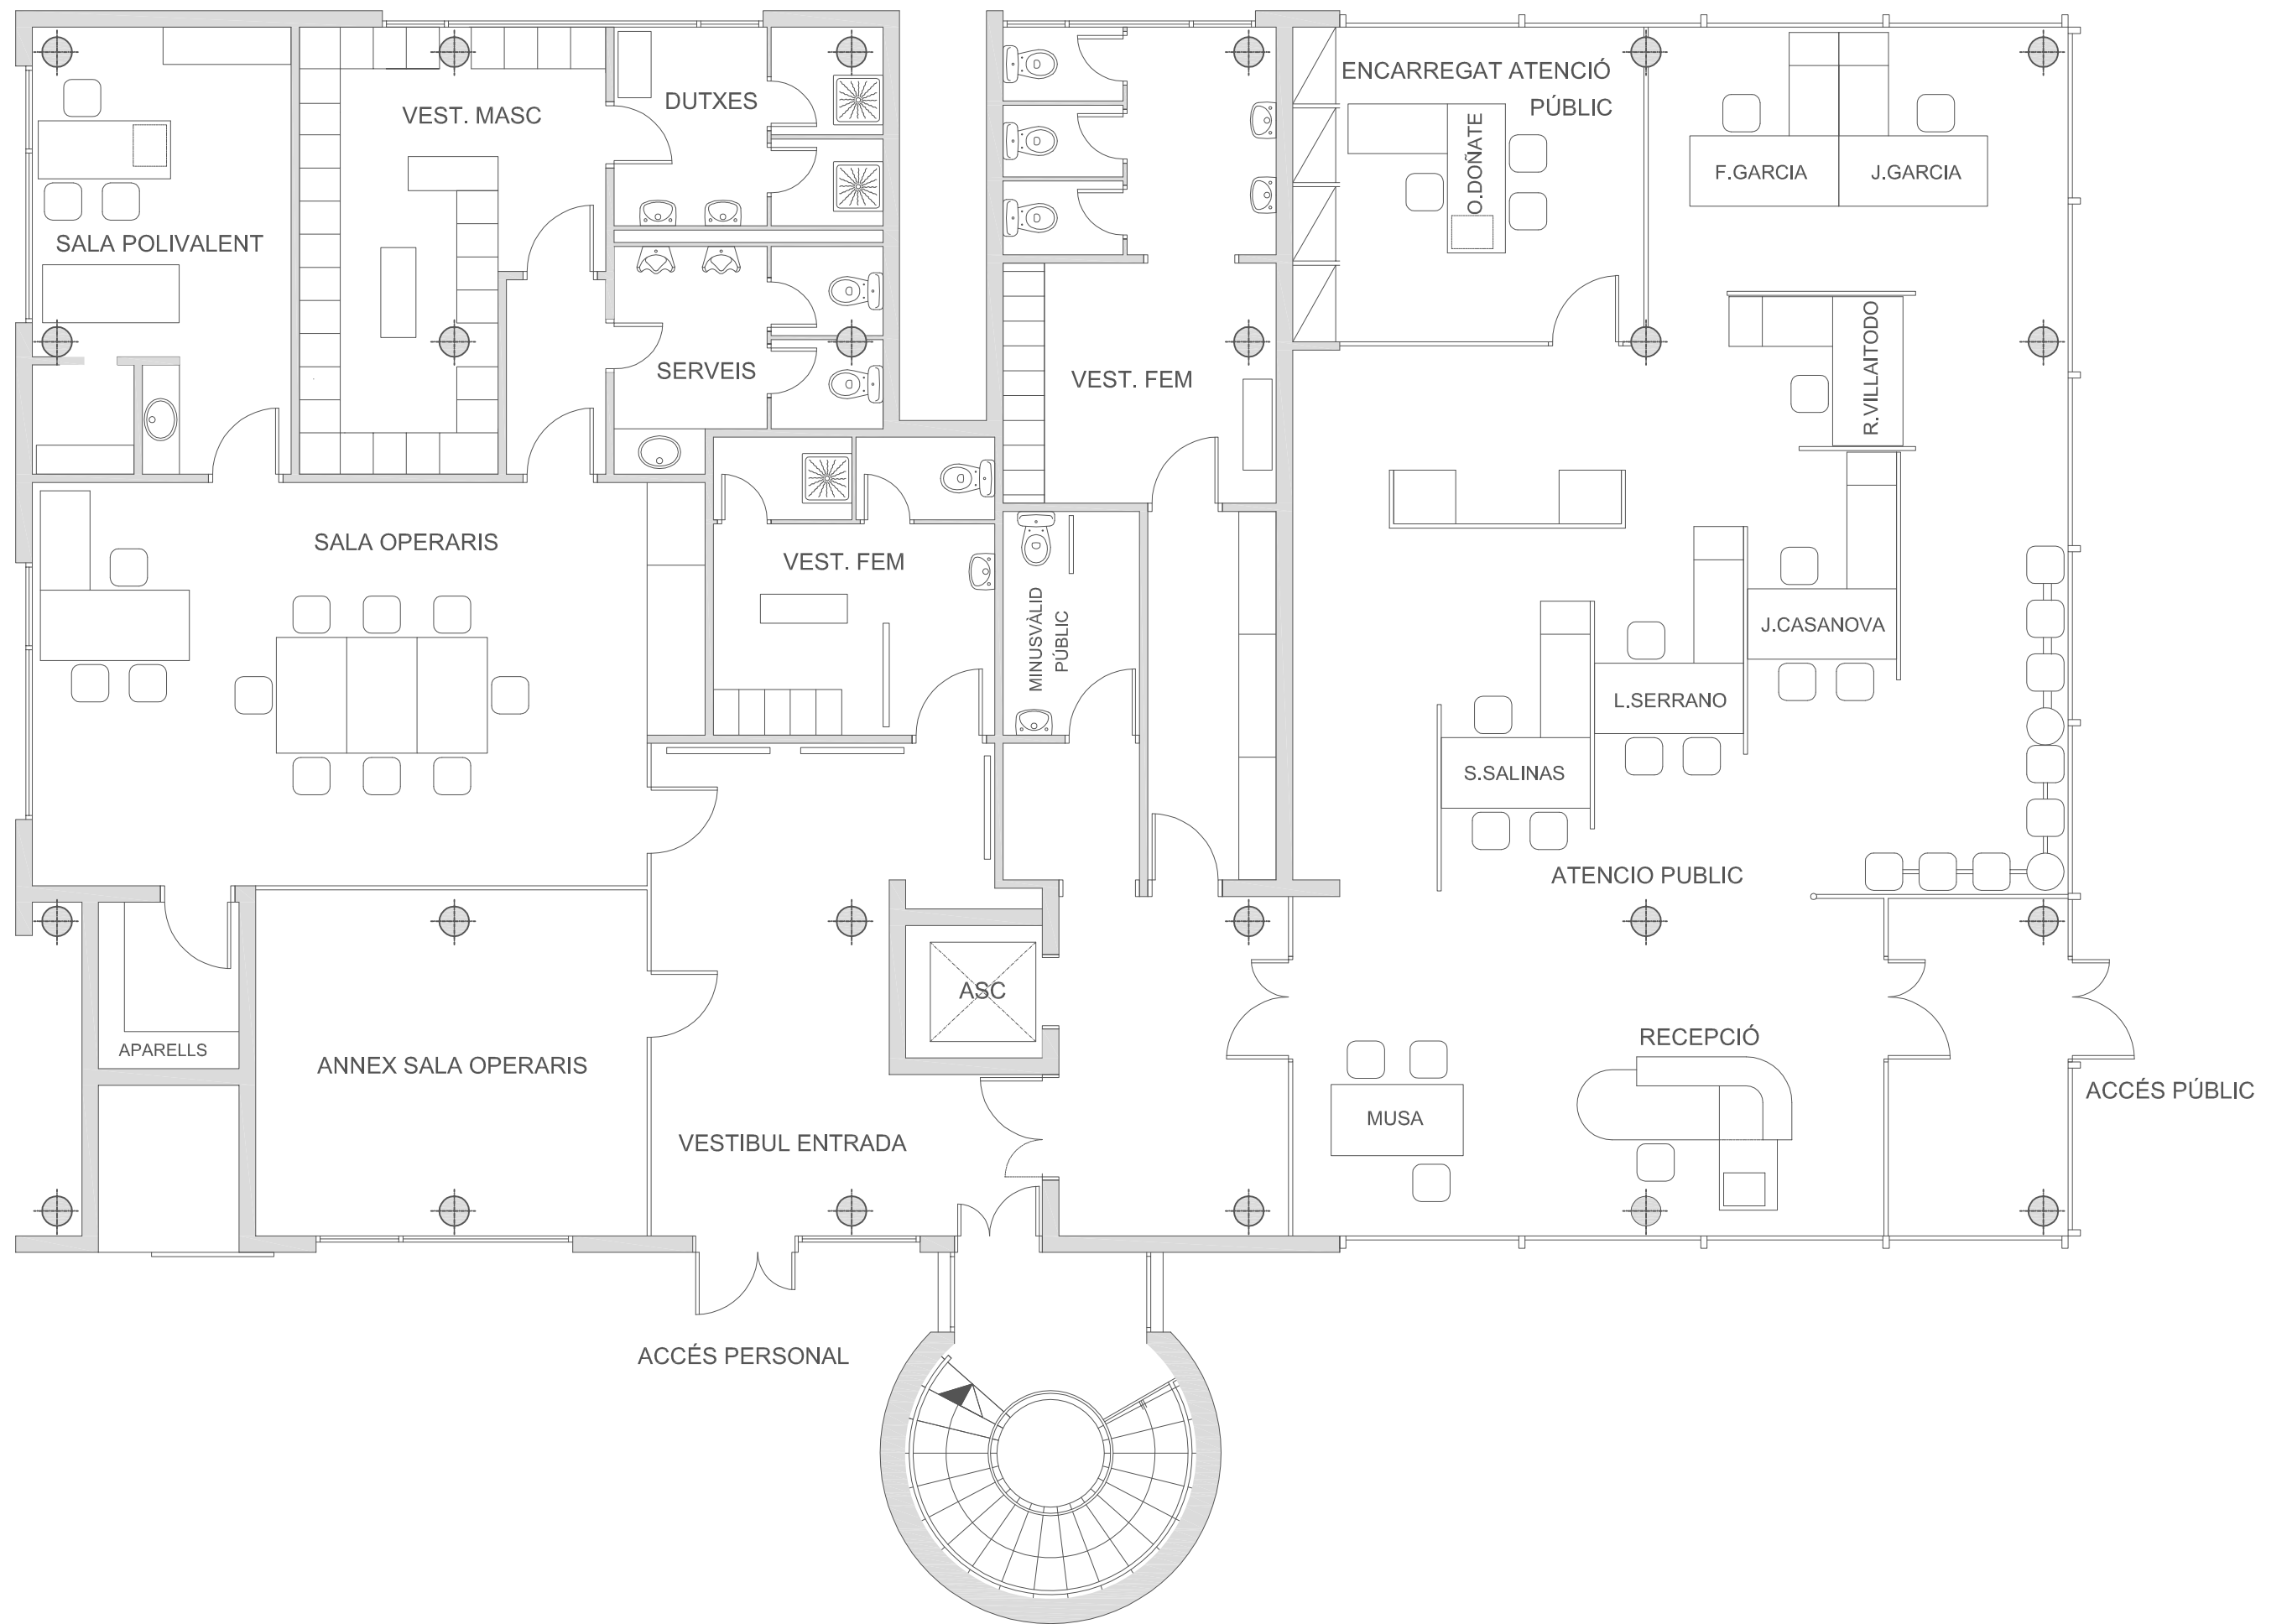 ENCARREGAT ATENCIÓ
PÚBLIC
DUTXES
VEST. MASC
O.DOÑATE
F.GARCIA
J.GARCIA
SALA POLIVALENT
R.VILLAITODO
SERVEIS
VEST. FEM
SALA OPERARIS
VEST. FEM
MINUSVÀLID
PÚBLIC
J.CASANOVA
L.SERRANO
S.SALINAS
ATENCIO PUBLIC
ASC
RECEPCIÓ
APARELLS
ANNEX SALA OPERARIS
ACCÉS PÚBLIC
MUSA
VESTIBUL ENTRADA
ACCÉS PERSONAL